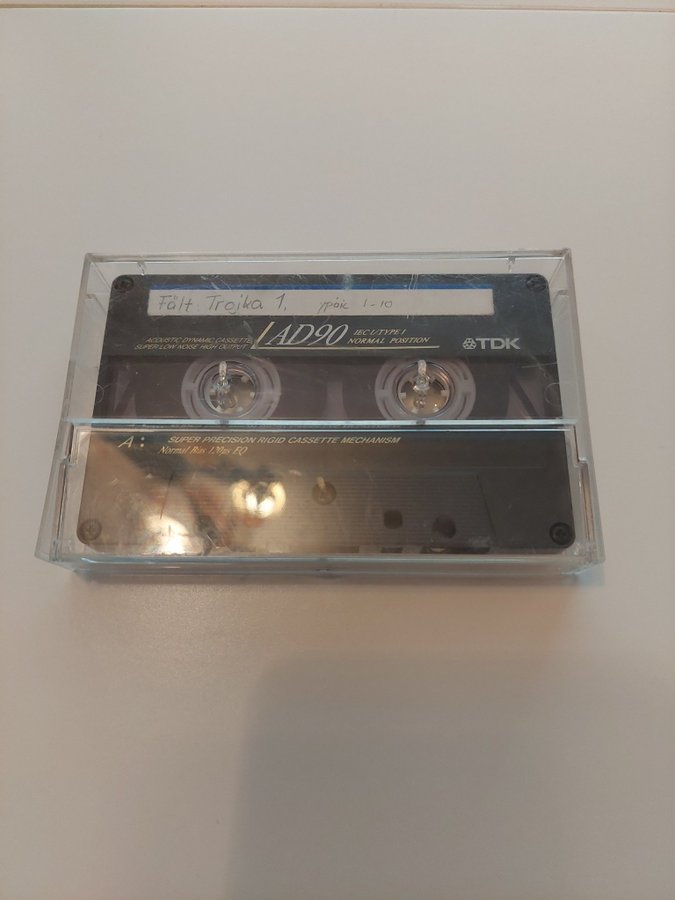 Fält Trojka 1. урок 1-10
AD90 IEC I/TYPE I
NORMAL POSITION
ACOUSTIC DYNAMIC CASSETTE
SUPER LOW NOISE HIGH OUTPUT
TDK
A: SUPER PRECISION RIGID CASSETTE MECHANISM
Normal Bias 120μs EQ